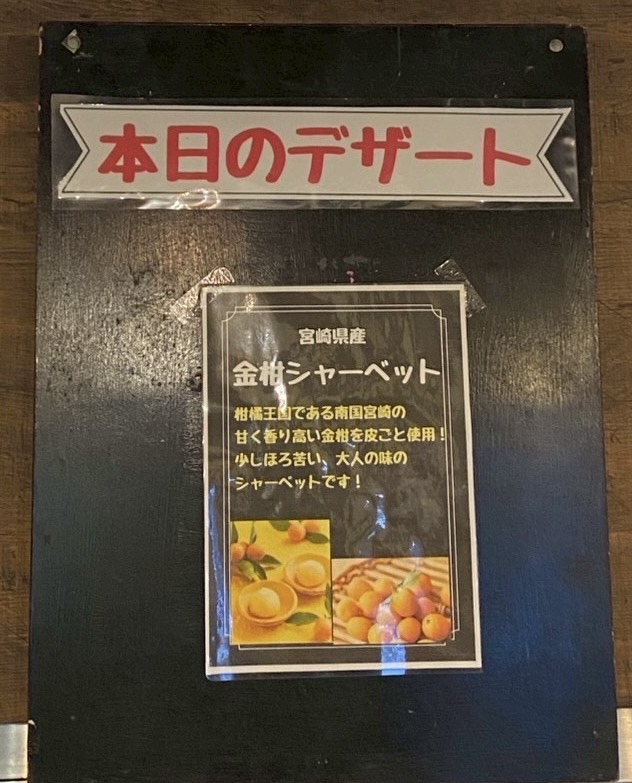 本日のデザート
宮崎県産
金柑シャーベット
柑橘王国である南国宮崎の
甘く香り高い金柑を皮ごと使用！
少しほろ苦い、大人の味の
シャーベットです！